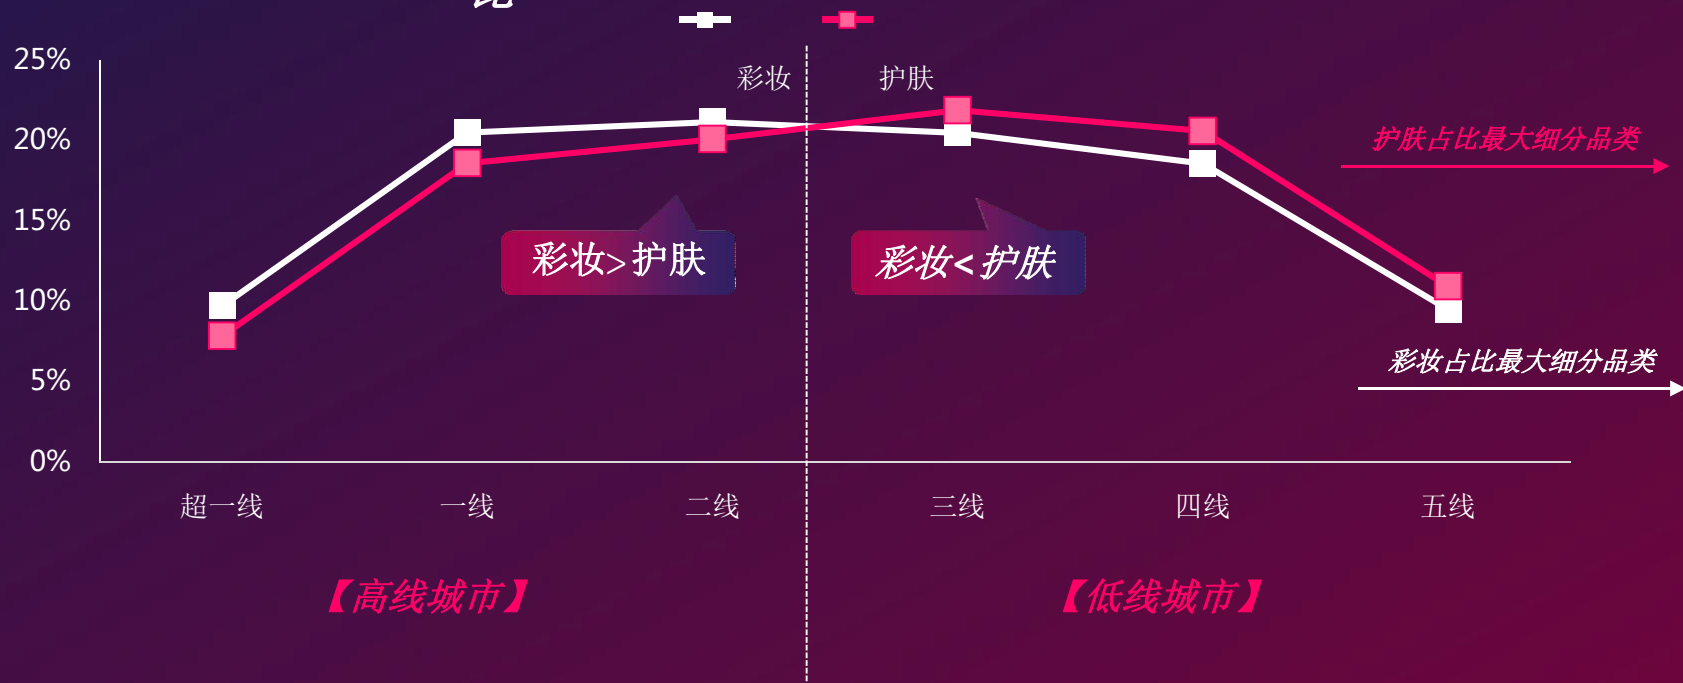 比
彩妆 护肤
25%
20%
15%
10%
5%
0%
护肤占比最大细分品类
彩妆>护肤
彩妆<护肤
彩妆占比最大细分品类
超一线 一线 二线 三线 四线 五线
【高线城市】 【低线城市】